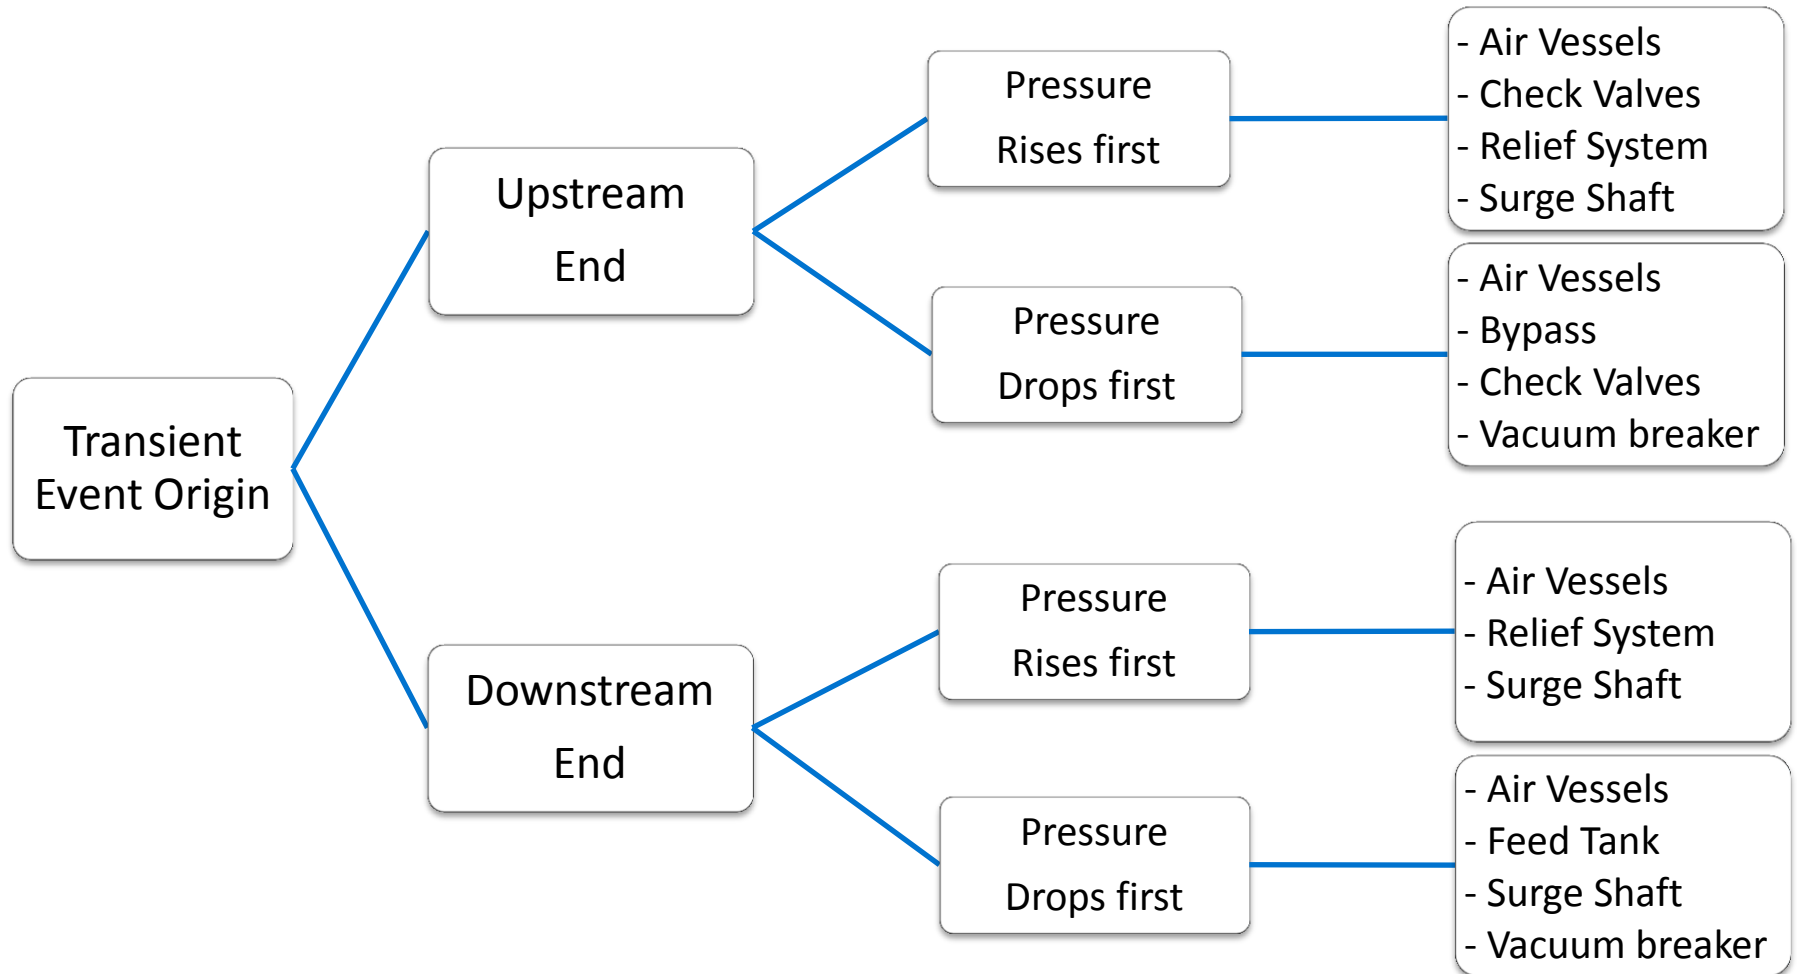 Transient
Event Origin
Upstream
End
Pressure
Rises first
- Air Vessels
- Check Valves
- Relief System
- Surge Shaft
Pressure
Drops first
- Air Vessels
- Bypass
- Check Valves
- Vacuum breaker
Downstream
End
Pressure
Rises first
- Air Vessels
- Relief System
- Surge Shaft
Pressure
Drops first
- Air Vessels
- Feed Tank
- Surge Shaft
- Vacuum breaker